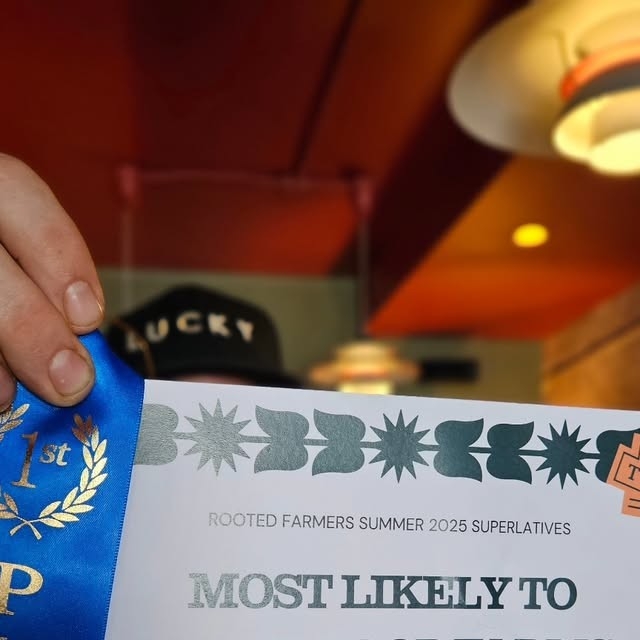 LUCKY
1st
P
ROOTED FARMERS SUMMER 2025 SUPERLATIVES
MOST LIKELY TO